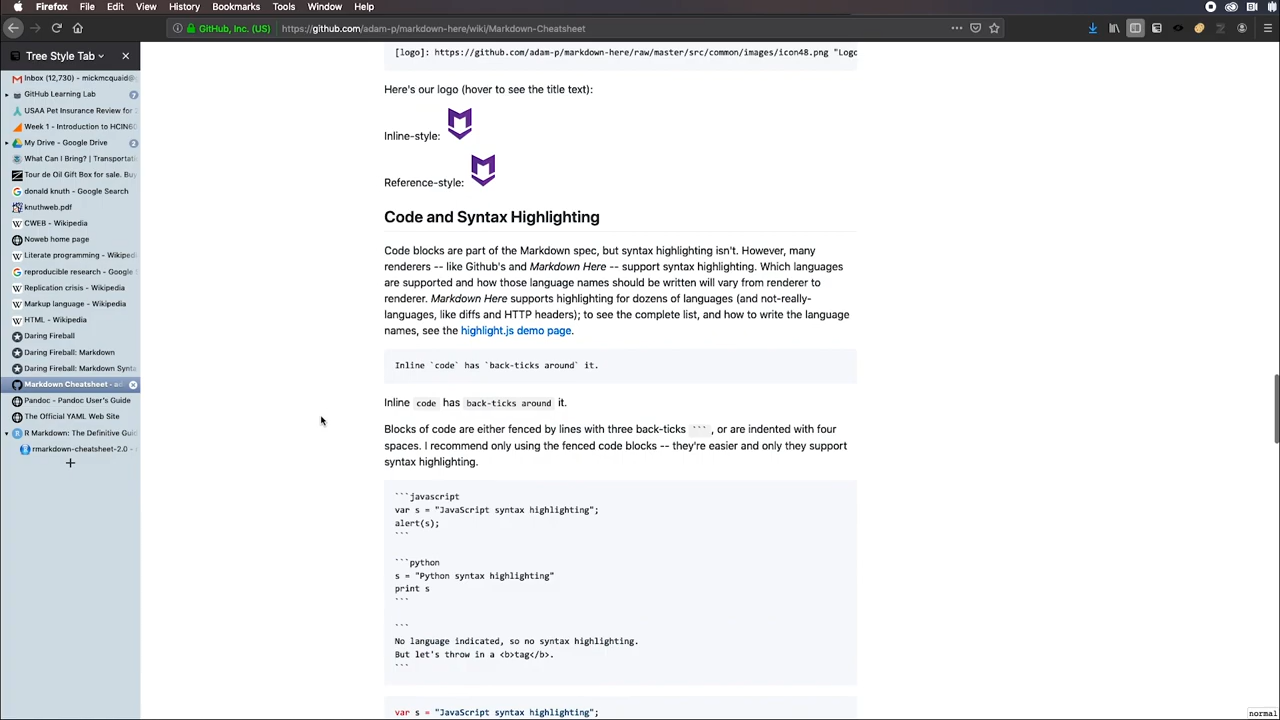 Firefox File Edit View History Bookmarks Tools Window Help
GitHub, Inc. (US) https://github.com/adam-p/markdown-here/wiki/Markdown-Cheatsheet
Tree Style Tab
Inbox (12,730) - mickmcquaid@
GitHub Learning Lab 7
USAA Pet Insurance Review for
Week 1 - Introduction to HCIN60
My Drive - Google Drive 2
What Can I Bring? | Transportati
Tour de Oil Gift Box for sale. Buy
donald knuth - Google Search
knuthweb.pdf
CWEB - Wikipedia
Noweb home page
Literate programming - Wikiped
reproducible research - Google
Replication crisis - Wikipedia
Markup language - Wikipedia
HTML - Wikipedia
Daring Fireball
Daring Fireball: Markdown
Daring Fireball: Markdown Synta
Markdown Cheatsheet - ad
Pandoc - Pandoc User's Guide
The Official YAML Web Site
R Markdown: The Definitive Guid
rmarkdown-cheatsheet-2.0 -
[logo]: https://github.com/adam-p/markdown-here/raw/master/src/common/images/icon48.png "Logo
Here's our logo (hover to see the title text):
Inline-style:
Reference-style:
Code and Syntax Highlighting
Code blocks are part of the Markdown spec, but syntax highlighting isn't. However, many
renderers -- like Github's and Markdown Here -- support syntax highlighting. Which languages
are supported and how those language names should be written will vary from renderer to
renderer. Markdown Here supports highlighting for dozens of languages (and not-really-
languages, like diffs and HTTP headers); to see the complete list, and how to write the language
names, see the highlight.js demo page.
Inline `code` has `back-ticks around` it.
Inline code has back-ticks around it.
Blocks of code are either fenced by lines with three back-ticks ```, or are indented with four
spaces. I recommend only using the fenced code blocks -- they're easier and only they support
syntax highlighting.
```javascript
var s = "JavaScript syntax highlighting";
alert(s);
```
```python
s = "Python syntax highlighting"
print s
```
```
No language indicated, so no syntax highlighting.
But let's throw in a <b>tag</b>.
```
var s = "JavaScript syntax highlighting";
normal